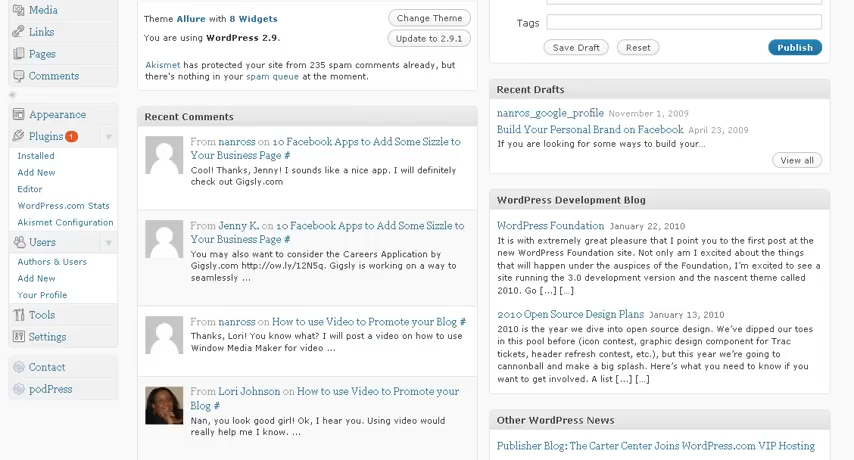 Media
Links
Pages
Comments
Appearance
Plugins 1
Installed
Add New
Editor
WordPress.com Stats
Akismet Configuration
Users
Authors & Users
Add New
Your Profile
Tools
Settings
Contact
podPress
Theme Allure with 8 Widgets
Change Theme
You are using WordPress 2.9.
Update to 2.9.1
Akismet has protected your site from 235 spam comments already, but
there's nothing in your spam queue at the moment.
Recent Comments
From nanross on 10 Facebook Apps to Add Some Sizzle to
Your Business Page #
Cool! Thanks, Jenny! I sounds like a nice app. I will definitely
check out Gigsly.com
From Jenny K. on 10 Facebook Apps to Add Some Sizzle to
Your Business Page #
You may also want to consider the Careers Application by
Gigsly.com http://ow.ly/12N5q. Gigsly is working on a way to
seamlessly ...
From nanross on How to use Video to Promote your Blog #
Thanks, Lori! You know what? I will post a video on how to use
Window Media Maker for video ...
From Lori Johnson on How to use Video to Promote your
Blog #
Nan, you look good girl! Ok, I hear you. Using video would
really help me I know. ...
Tags
Save Draft
Reset
Publish
Recent Drafts
nanros_google_profile November 1, 2009
Build Your Personal Brand on Facebook April 23, 2009
If you are looking for some ways to build your…
View all
WordPress Development Blog
WordPress Foundation January 22, 2010
It is with extremely great pleasure that I point you to the first post at the
new WordPress Foundation site. Not only am I excited about the things
that will happen under the auspices of the Foundation, I'm excited to see a
site running the 3.0 development version and the nascent theme called
2010. Go [...] […]
2010 Open Source Design Plans January 13, 2010
2010 is the year we dive into open source design. We've dipped our toes
in this pool before (icon contest, graphic design component for Trac
tickets, header refresh contest, etc.), but this year we're going to
cannonball and make a big splash. Here's what you need to know if you
want to get involved. A list [...] […]
Other WordPress News
Publisher Blog: The Carter Center Joins WordPress.com VIP Hosting